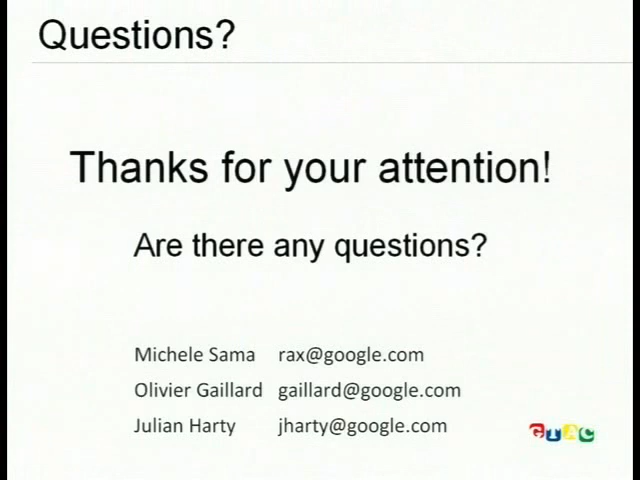 Questions?
Thanks for your attention!
Are there any questions?
Michele Sama rax@google.com
Olivier Gaillard gaillard@google.com
Julian Harty jharty@google.com
GTAC